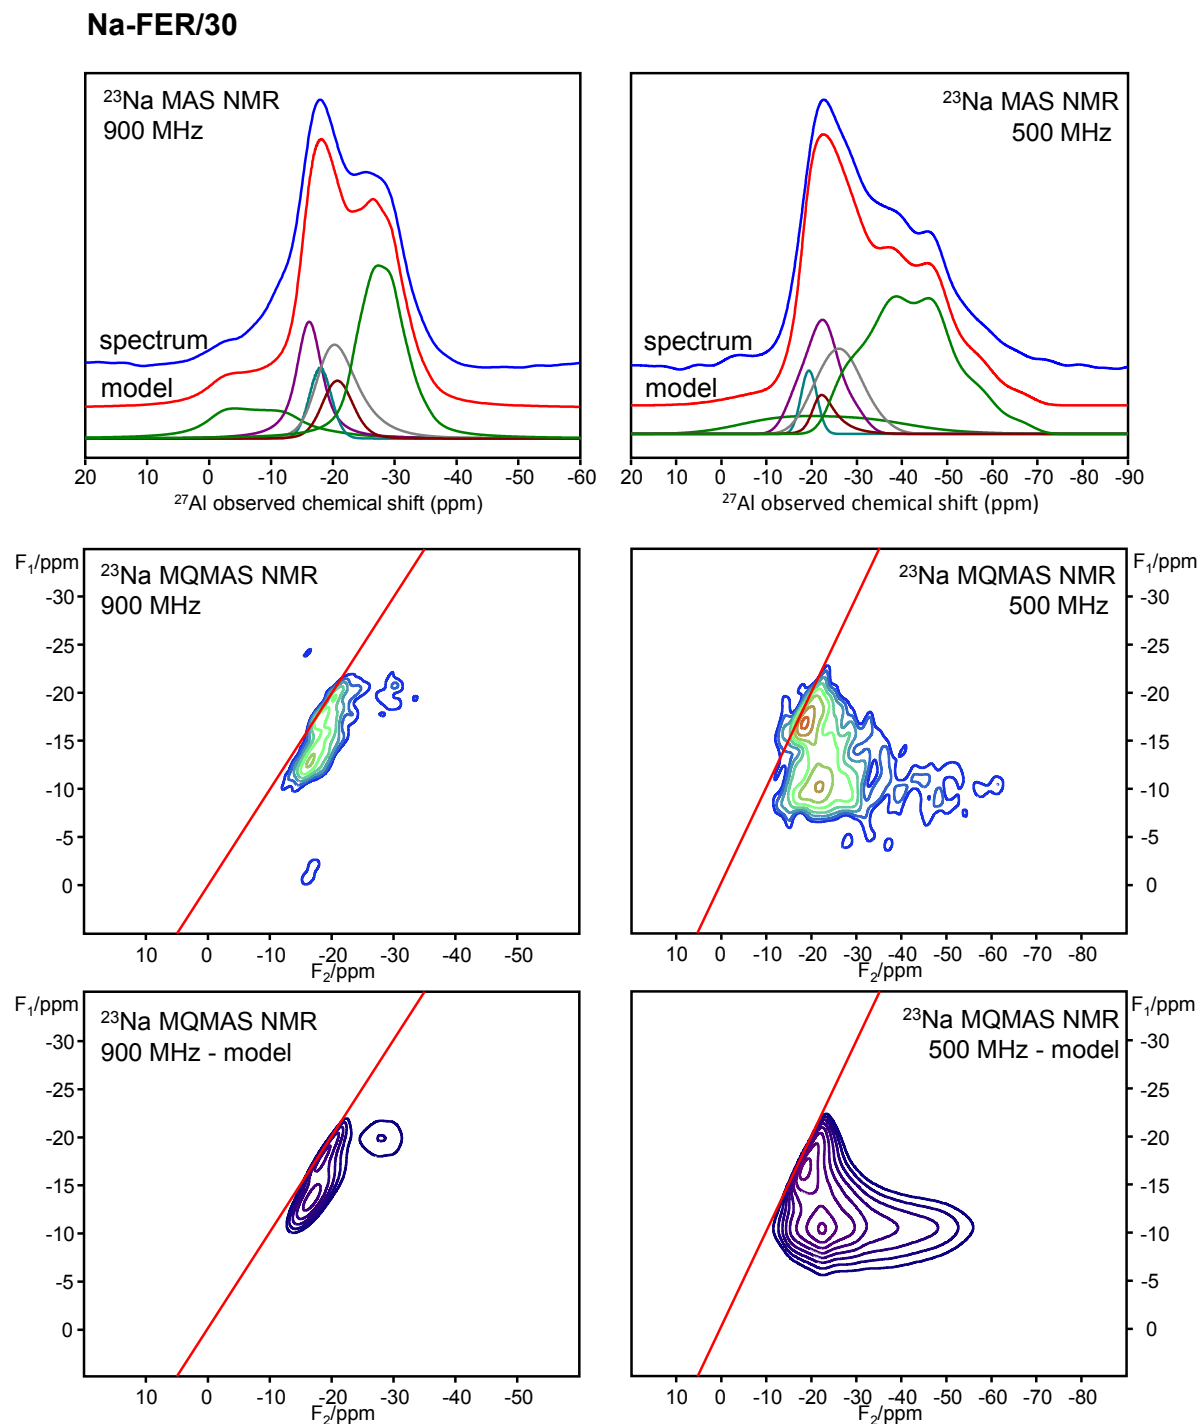 Na-FER/30
²³Na MAS NMR
900 MHz
spectrum
model
20 10 0 -10 -20 -30 -40 -50 -60
²⁷Al observed chemical shift (ppm)
²³Na MAS NMR
500 MHz
spectrum
model
20 10 0 -10 -20 -30 -40 -50 -60 -70 -80 -90
²⁷Al observed chemical shift (ppm)
F₁/ppm
²³Na MQMAS NMR
900 MHz
-30
-25
-20
-15
-10
-5
0
10 0 -10 -20 -30 -40 -50
F₂/ppm
²³Na MQMAS NMR
500 MHz
F₁/ppm
-30
-25
-20
-15
-10
-5
0
10 0 -10 -20 -30 -40 -50 -60 -70 -80
F₂/ppm
F₁/ppm
²³Na MQMAS NMR
900 MHz - model
-30
-25
-20
-15
-10
-5
0
10 0 -10 -20 -30 -40 -50
F₂/ppm
²³Na MQMAS NMR
500 MHz - model
F₁/ppm
-30
-25
-20
-15
-10
-5
0
10 0 -10 -20 -30 -40 -50 -60 -70 -80
F₂/ppm